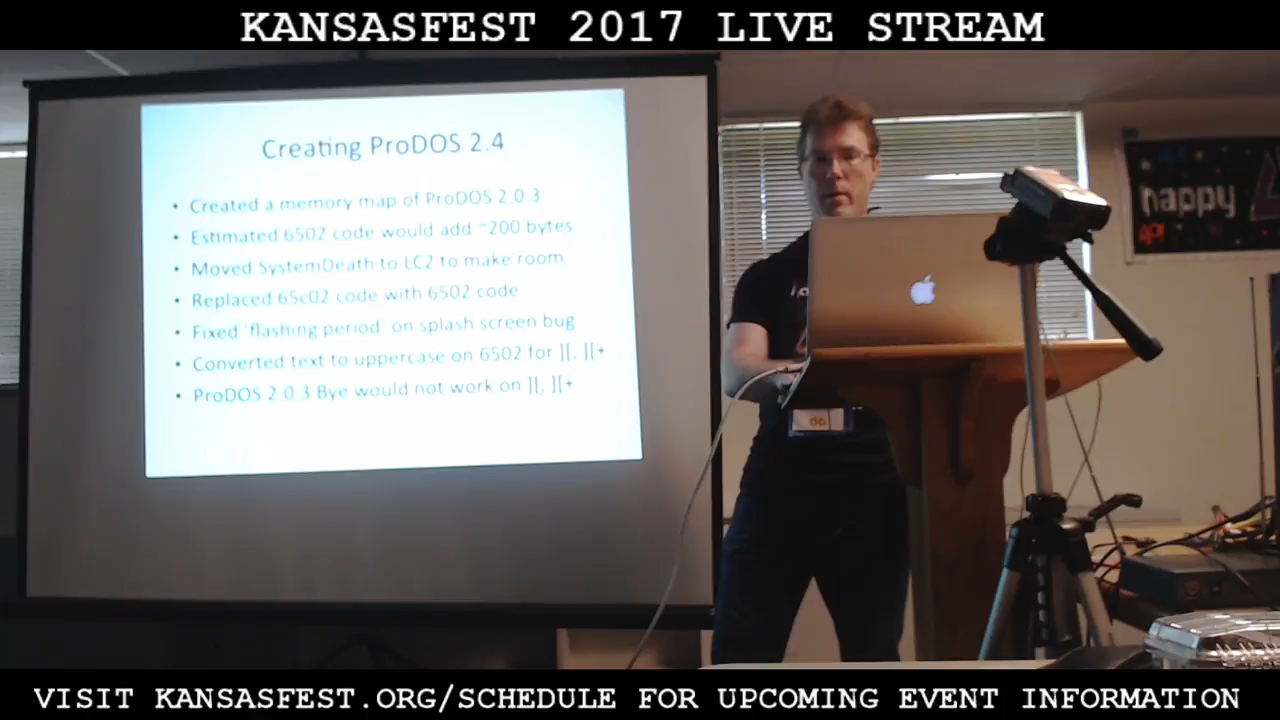 KANSASFEST 2017 LIVE STREAM
Creating ProDOS 2.4
• Created a memory map of ProDOS 2.0.3
• Estimated 6502 code would add ~200 bytes
• Moved SystemDeath to LC2 to make room
• Replaced 65c02 code with 6502 code
• Fixed 'flashing period' on splash screen bug
• Converted text to uppercase on 6502 for ][, ][+
• ProDOS 2.0.3 Bye would not work on ][, ][+
happy
VISIT KANSASFEST.ORG/SCHEDULE FOR UPCOMING EVENT INFORMATION